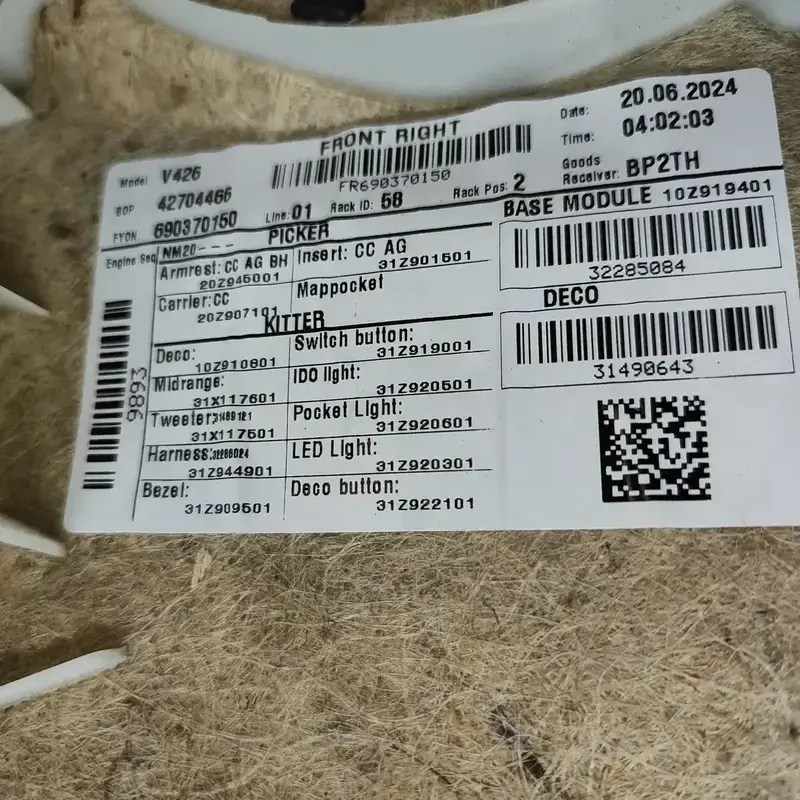 FRONT RIGHT
FR690370150
Date: 20.06.2024
Time: 04:02:03
Goods Receiver: BP2TH
Model V426
BDP 42704466
FYON 690370150
Line: 01 Rack ID: 58 Rack Pos: 2
Engine Seq NM20---
9893
PICKER
Armrest: CC AG BH
20Z945001
Insert: CC AG
31Z901501
Carrier: CC
20Z907101
Mappocket
KITTER
Deco:
10Z910801
Switch button:
31Z919001
Midrange:
31X117601
IDO light:
31Z920501
Tweeter:
31X117501
Pocket Light:
31Z920601
Harness:
31Z944901
LED Light:
31Z920301
Bezel:
31Z909501
Deco button:
31Z922101
BASE MODULE 10Z919401
32285084
DECO
31490643